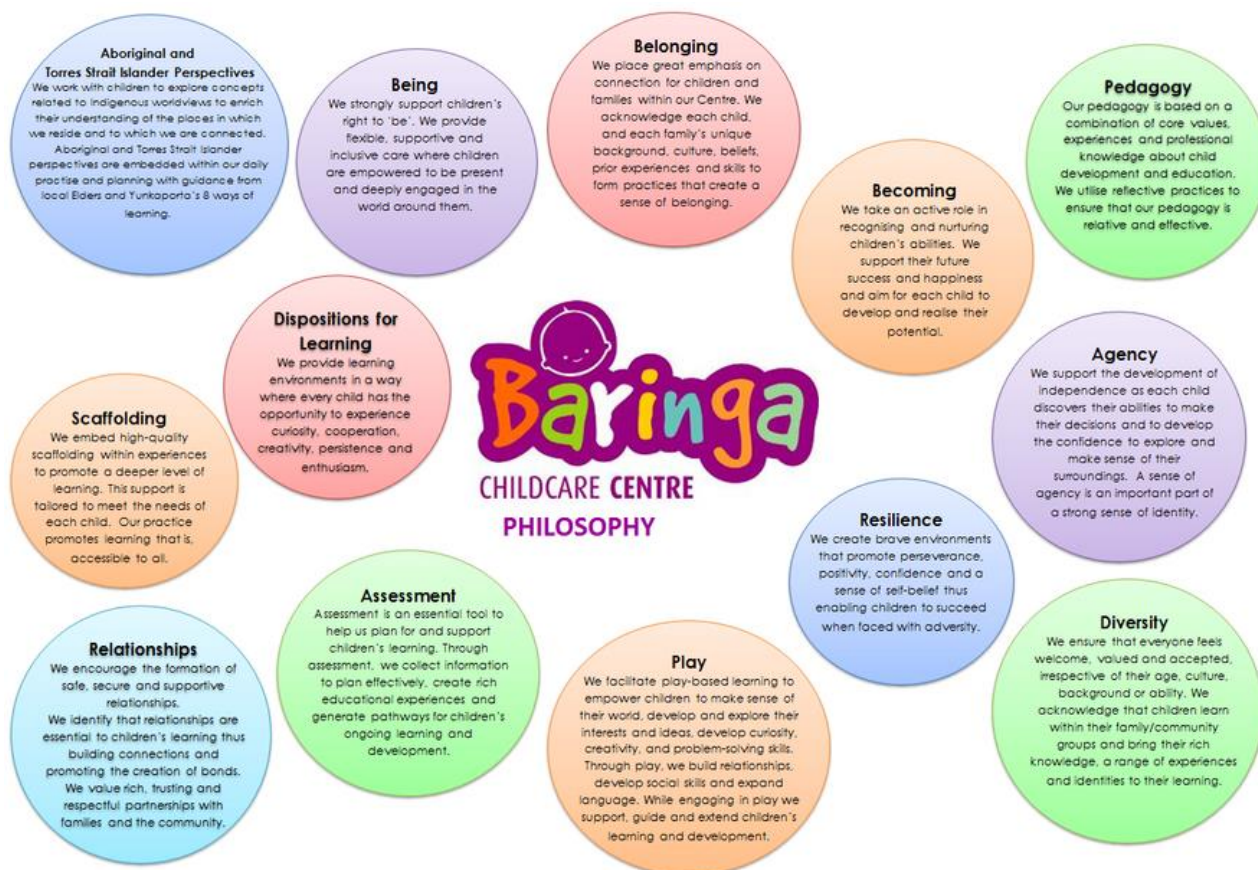 Aboriginal and
Torres Strait Islander Perspectives
We work with children to explore concepts
related to Indigenous worldviews to enrich
their understanding of the places in which
we reside and to which we are connected.
Aboriginal and Torres Strait Islander
perspectives are embedded within our daily
practise and planning with guidance from
local Elders and Yunkaporta's 8 ways of
learning.
Being
We strongly support children's
right to 'be'. We provide
flexible, supportive and
inclusive care where children
are empowered to be present
and deeply engaged in the
world around them.
Belonging
We place great emphasis on
connection for children and
families within our Centre. We
acknowledge each child,
and each family's unique
background, culture, beliefs,
prior experiences and skills to
form practices that create a
sense of belonging.
Becoming
We take an active role in
recognising and nurturing
children's abilities. We
support their future
success and happiness
and aim for each child to
develop and realise their
potential.
Pedagogy
Our pedagogy is based on a
combination of core values,
experiences and professional
knowledge about child
development and education.
We utilise reflective practices to
ensure that our pedagogy is
relative and effective.
Dispositions for
Learning
We provide learning
environments in a way
where every child has the
opportunity to experience
curiosity, cooperation,
creativity, persistence and
enthusiasm.
Baringa
CHILDCARE CENTRE
PHILOSOPHY
Agency
We support the development of
independence as each child
discovers their abilities to make
their decisions and to develop
the confidence to explore and
make sense of their
surroundings. A sense of
agency is an important part of
a strong sense of identity.
Scaffolding
We embed high-quality
scaffolding within experiences
to promote a deeper level of
learning. This support is
tailored to meet the needs of
each child. Our practice
promotes learning that is,
accessible to all.
Resilience
We create brave environments
that promote perseverance,
positivity, confidence and a
sense of self-belief thus
enabling children to succeed
when faced with adversity.
Assessment
Assessment is an essential tool to
help us plan for and support
children's learning. Through
assessment, we collect information
to plan effectively, create rich
educational experiences and
generate pathways for children's
ongoing learning and
development.
Relationships
We encourage the formation of
safe, secure and supportive
relationships.
We identify that relationships are
essential to children's learning thus
building connections and
promoting the creation of bonds.
We value rich, trusting and
respectful partnerships with
families and the community.
Play
We facilitate play-based learning to
empower children to make sense of
their world, develop and explore their
interests and ideas, develop curiosity,
creativity, and problem-solving skills.
Through play, we build relationships,
develop social skills and expand
language. While engaging in play we
support, guide and extend children's
learning and development.
Diversity
We ensure that everyone feels
welcome, valued and accepted,
irrespective of their age, culture,
background or ability. We
acknowledge that children learn
within their family/community
groups and bring their rich
knowledge, a range of experiences
and identities to their learning.